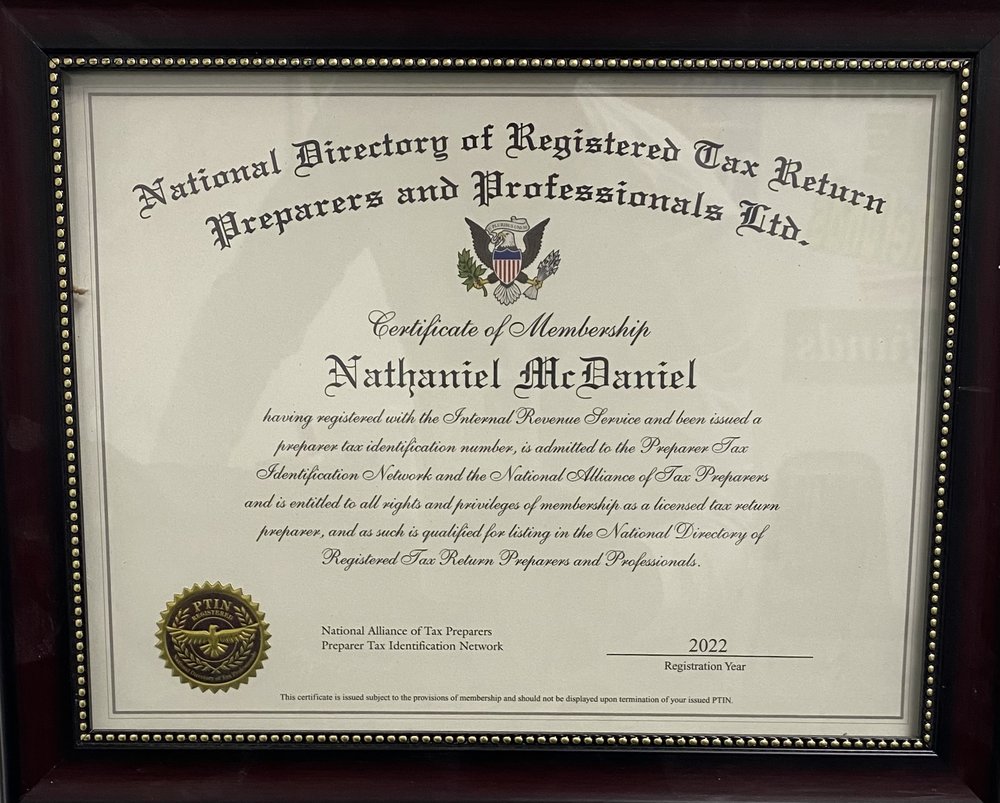 National Directory of Registered Tax Return
Preparers and Professionals Ltd.
Certificate of Membership
Nathaniel McDaniel
having registered with the Internal Revenue Service and been issued a
preparer tax identification number, is admitted to the Preparer Tax
Identification Network and the National Alliance of Tax Preparers
and is entitled to all rights and privileges of membership as a licensed tax return
preparer, and as such is qualified for listing in the National Directory of
Registered Tax Return Preparers and Professionals.
PTIN
REGISTERED
National Alliance of Tax Preparers
Preparer Tax Identification Network
2022
Registration Year
This certificate is issued subject to the provisions of membership and should not be displayed upon termination of your issued PTIN.